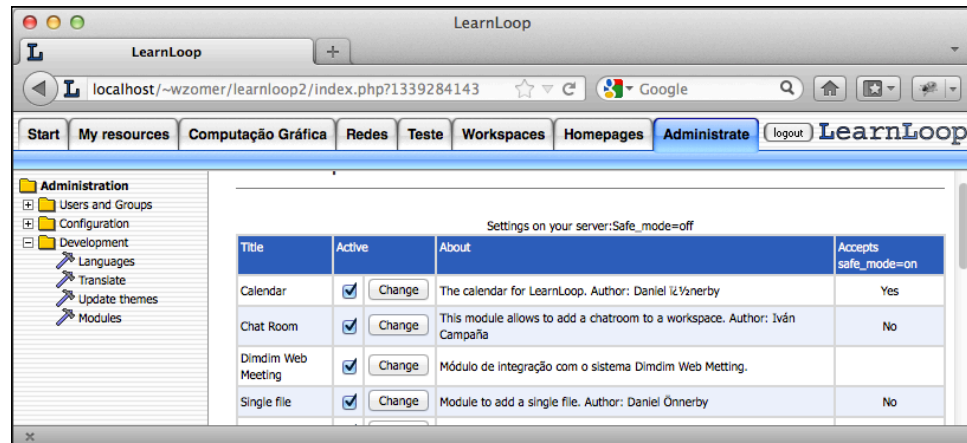 LearnLoop
LearnLoop
localhost/~wzomer/learnloop2/index.php?1339284143
Google
Start My resources Computação Gráfica Redes Teste Workspaces Homepages Administrate logout LearnLoop
Administration
Users and Groups
Configuration
Development
Languages
Translate
Update themes
Modules
Settings on your server:Safe_mode=off
Title Active About Accepts
safe_mode=on
Calendar Change The calendar for LearnLoop. Author: Daniel ï¿½nerby Yes
Chat Room Change This module allows to add a chatroom to a workspace. Author: Iván
Campaña No
Dimdim Web
Meeting Change Módulo de integração com o sistema Dimdim Web Metting.
Single file Change Module to add a single file. Author: Daniel Önnerby No